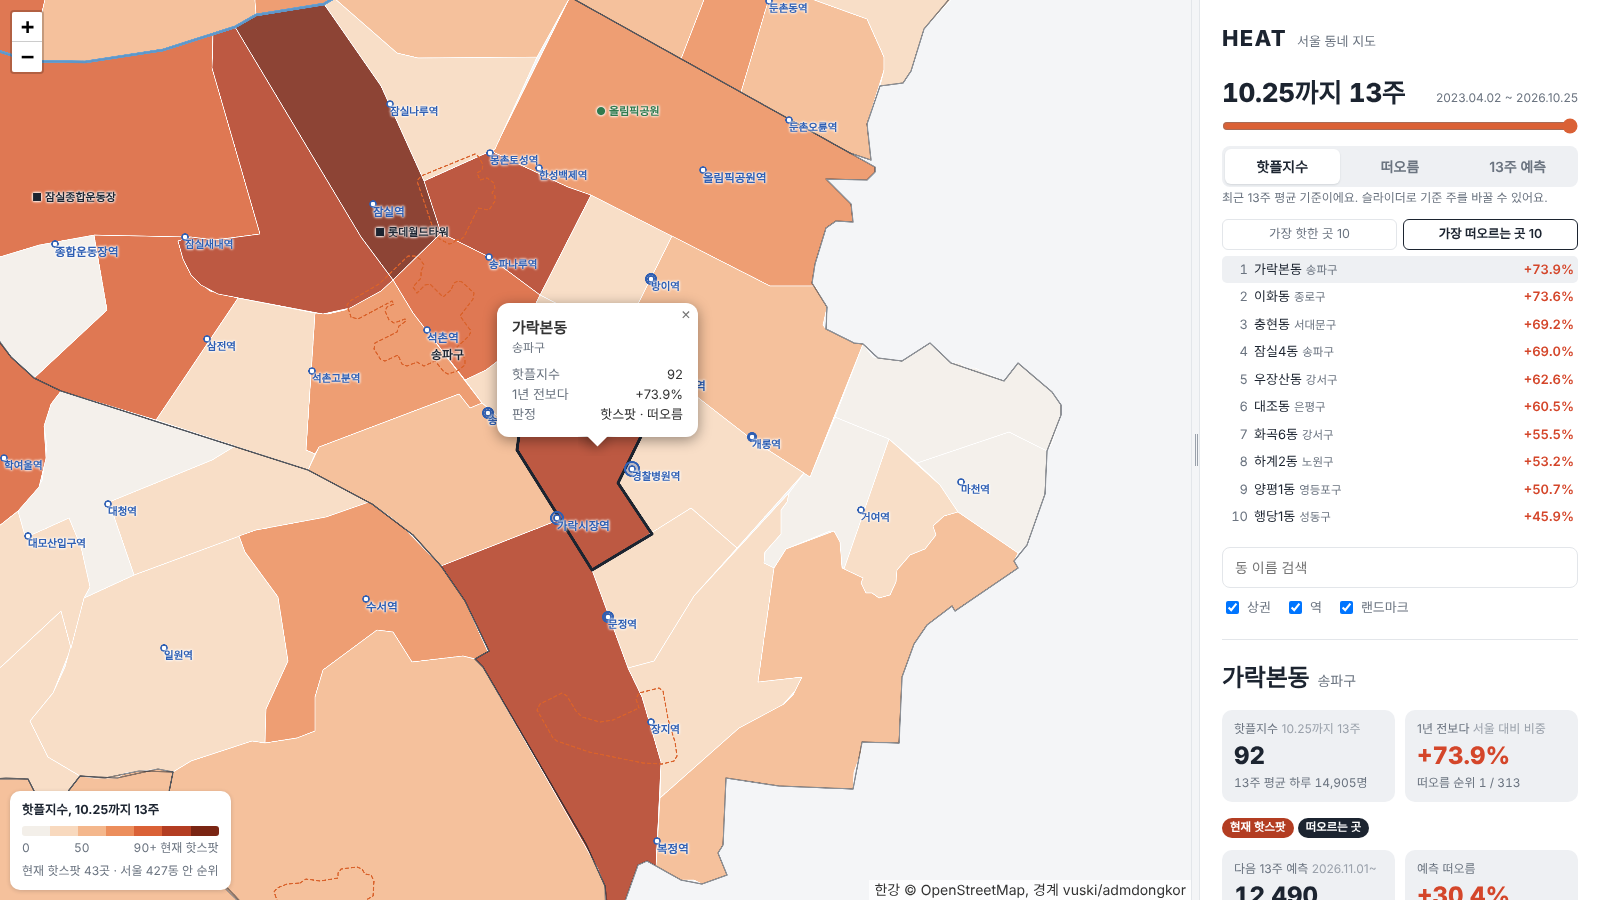 +
−
둔촌동역
잠실나루역
올림픽공원
둔촌오륜역
몽촌토성역
한성백제역
올림픽공원역
잠실종합운동장
잠실역
롯데월드타워
종합운동장역
잠실새내역
송파나루역
방이역
삼전역
석촌역
송파구
석촌고분역
역
개롱역
학여울역
경찰병원역
마천역
대청역
가락시장역
거여역
대모산입구역
수서역
문정역
일원역
장지역
복정역
가락본동
×
송파구
핫플지수 92
1년 전보다 +73.9%
판정 핫스팟 · 떠오름
핫플지수, 10.25까지 13주
0 50 90+ 현재 핫스팟
현재 핫스팟 43곳 · 서울 427동 안 순위
한강 © OpenStreetMap, 경계 vuski/admdongkor
HEAT 서울 동네 지도
10.25까지 13주 2023.04.02 ~ 2026.10.25
핫플지수 떠오름 13주 예측
최근 13주 평균 기준이에요. 슬라이더로 기준 주를 바꿀 수 있어요.
가장 핫한 곳 10 가장 떠오르는 곳 10
1 가락본동 송파구 +73.9%
2 이화동 종로구 +73.6%
3 충현동 서대문구 +69.2%
4 잠실4동 송파구 +69.0%
5 우장산동 강서구 +62.6%
6 대조동 은평구 +60.5%
7 화곡6동 강서구 +55.5%
8 하계2동 노원구 +53.2%
9 양평1동 영등포구 +50.7%
10 행당1동 성동구 +45.9%
동 이름 검색
상권 역 랜드마크
가락본동 송파구
핫플지수 10.25까지 13주
92
13주 평균 하루 14,905명
1년 전보다 서울 대비 비중
+73.9%
떠오름 순위 1 / 313
현재 핫스팟 떠오르는 곳
다음 13주 예측 2026.11.01~
12,490
예측 떠오름
+30.4%